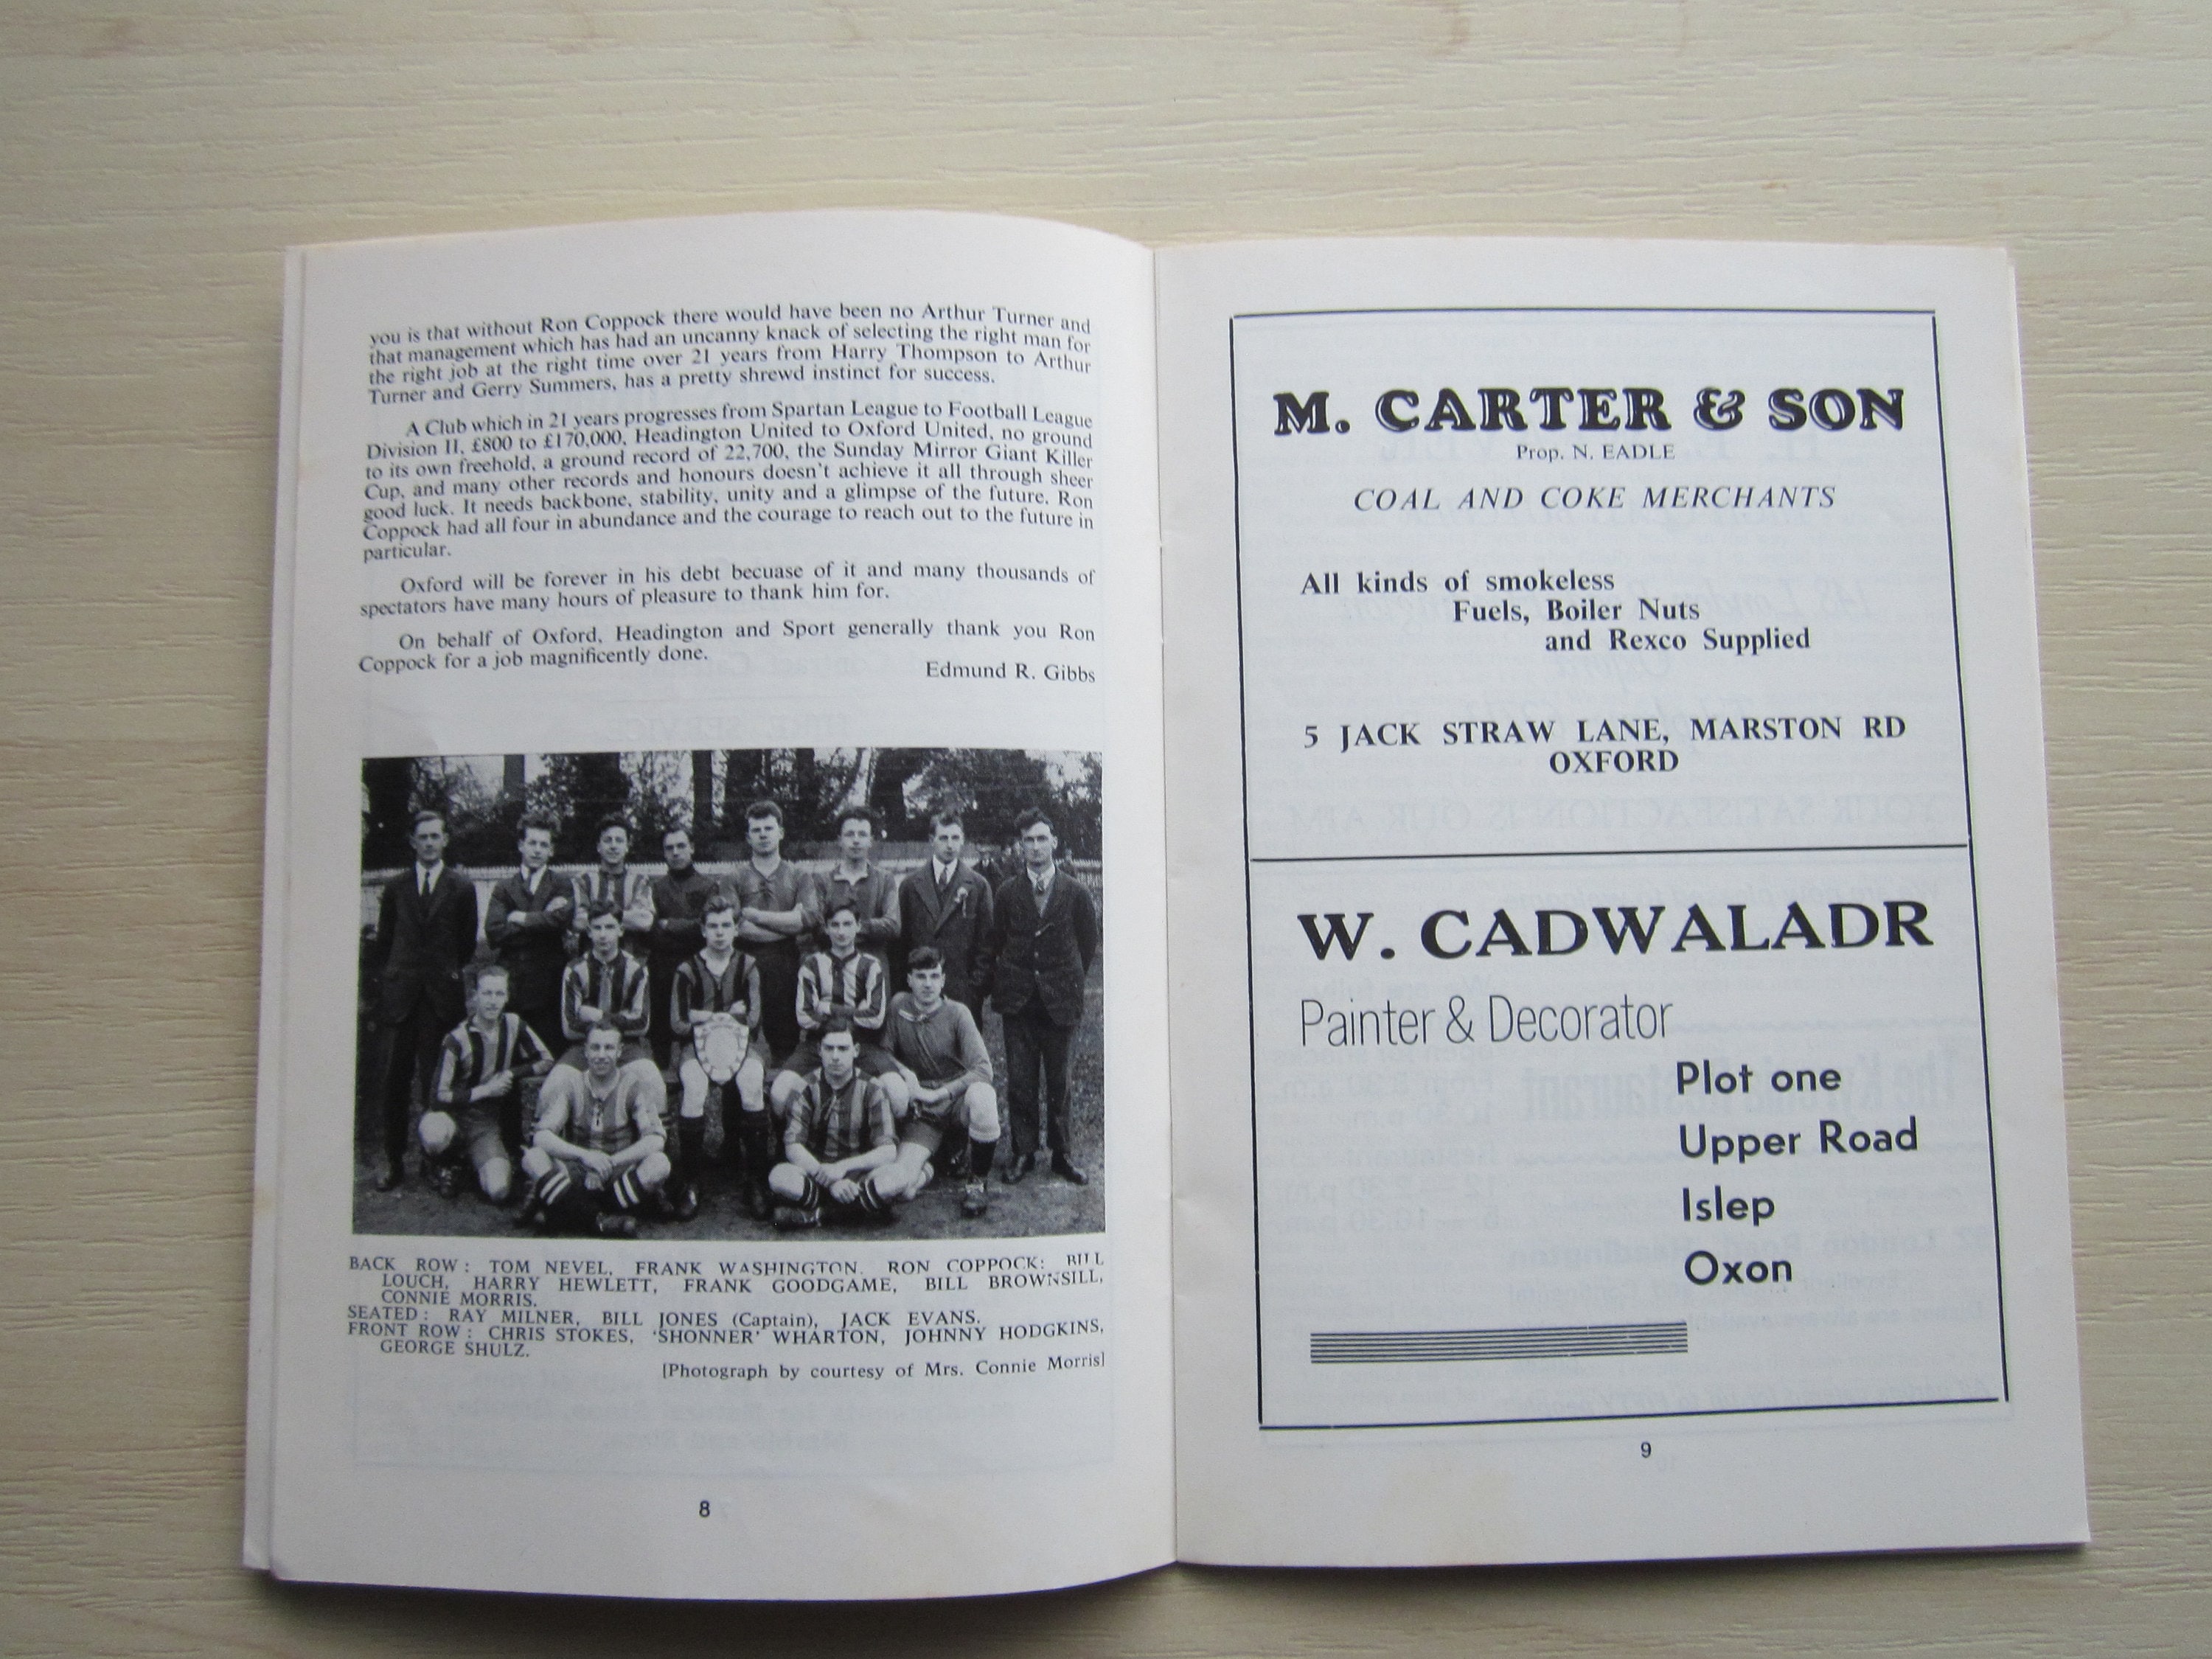 you is that without Ron Coppock there would have been no Arthur Turner and
that management which has had an uncanny knack of selecting the right man for
the right job at the right time over 21 years from Harry Thompson to Arthur
Turner and Gerry Summers, has a pretty shrewd instinct for success.
A Club which in 21 years progresses from Spartan League to Football League
Division II, £800 to £170,000, Headington United to Oxford United, no ground
to its own freehold, a ground record of 22,700, the Sunday Mirror Giant Killer
Cup, and many other records and honours doesn't achieve it all through sheer
good luck. It needs backbone, stability, unity and a glimpse of the future. Ron
Coppock had all four in abundance and the courage to reach out to the future in
particular.
Oxford will be forever in his debt becuase of it and many thousands of
spectators have many hours of pleasure to thank him for.
On behalf of Oxford, Headington and Sport generally thank you Ron
Coppock for a job magnificently done.
Edmund R. Gibbs
BACK ROW: TOM NEVEL, FRANK WASHINGTON, RON COPPOCK: BILL
LOUCH, HARRY HEWLETT, FRANK GOODGAME, BILL BROWNSILL,
CONNIE MORRIS.
SEATED: RAY MILNER, BILL JONES (Captain), JACK EVANS.
FRONT ROW: CHRIS STOKES, 'SHONNER' WHARTON, JOHNNY HODGKINS,
GEORGE SHULZ.
[Photograph by courtesy of Mrs. Connie Morris]
8
M. CARTER & SON
Prop. N. EADLE
COAL AND COKE MERCHANTS
All kinds of smokeless
Fuels, Boiler Nuts
and Rexco Supplied
5 JACK STRAW LANE, MARSTON RD
OXFORD
W. CADWALADR
Painter & Decorator
Plot one
Upper Road
Islep
Oxon
9